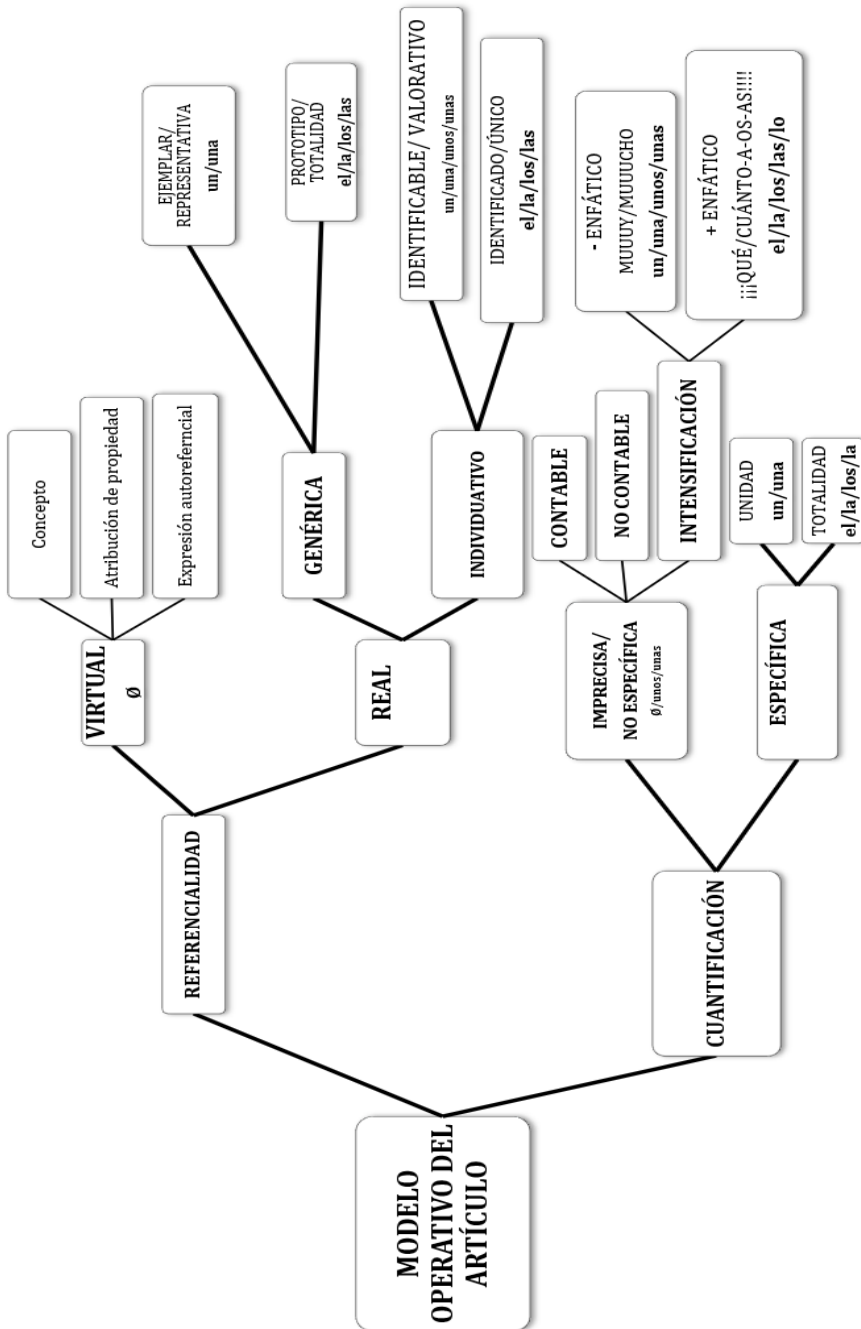 MODELO
OPERATIVO DEL
ARTÍCULO
REFERENCIALIDAD
VIRTUAL
ø
Concepto
Atribución de propiedad
Expresión autoreferncial
REAL
GENÉRICA
EJEMPLAR/
REPRESENTATIVA
un/una
PROTOTIPO/
TOTALIDAD
el/la/los/las
INDIVIDUATIVO
IDENTIFICABLE/ VALORATIVO
un/una/unos/unas
IDENTIFICADO/ÚNICO
el/la/los/las
CUANTIFICACIÓN
IMPRECISA/
NO ESPECÍFICA
Ø/unos/unas
CONTABLE
NO CONTABLE
INTENSIFICACIÓN
- ENFÁTICO
MUUUY/MUUUCHO
un/una/unos/unas
+ ENFÁTICO
¡¡¡QUÉ/CUÁNTO-A-OS-AS!!!!
el/la/los/las/lo
ESPECÍFICA
UNIDAD
un/una
TOTALIDAD
el/la/los/la